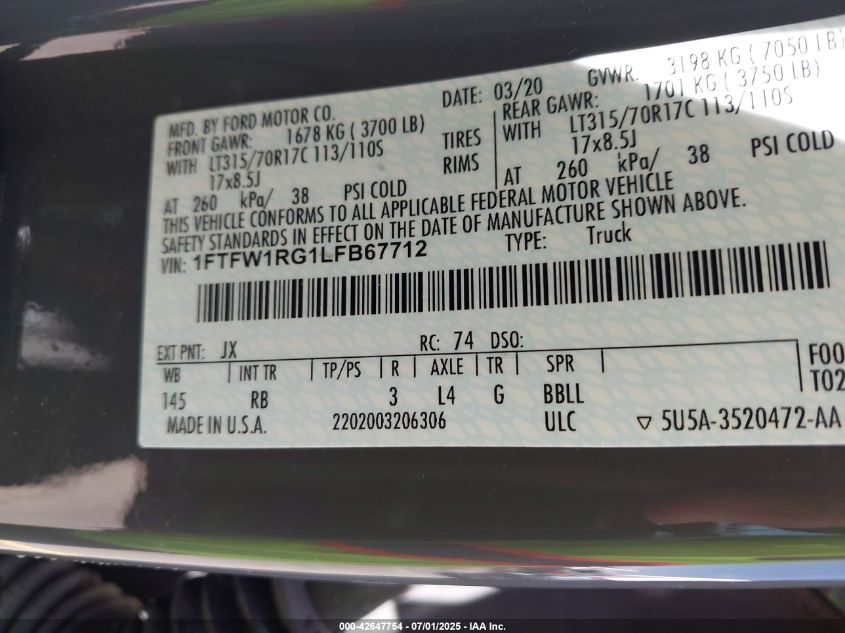 MFD. BY FORD MOTOR CO.
DATE: 03/20
GVWR: 3198 KG ( 7050 LB)
FRONT GAWR: 1678 KG ( 3700 LB)
REAR GAWR: 1701 KG ( 3750 LB)
WITH LT315/70R17C 113/110S TIRES
WITH LT315/70R17C 113/110S
17x8.5J RIMS
17x8.5J
AT 260 kPa/ 38 PSI COLD
AT 260 kPa/ 38 PSI COLD
THIS VEHICLE CONFORMS TO ALL APPLICABLE FEDERAL MOTOR VEHICLE
SAFETY STANDARDS IN EFFECT ON THE DATE OF MANUFACTURE SHOWN ABOVE.
VIN: 1FTFW1RG1LFB67712
TYPE: Truck
EXT PNT: JX RC: 74 DSO:
WB INT TR TP/PS R AXLE TR SPR
F00
T02
145 RB 3 L4 G BBLL
MADE IN U.S.A. 2202003206306 ULC ▽ 5U5A-3520472-AA
000-42647754 - 07/01/2025 - IAA Inc.